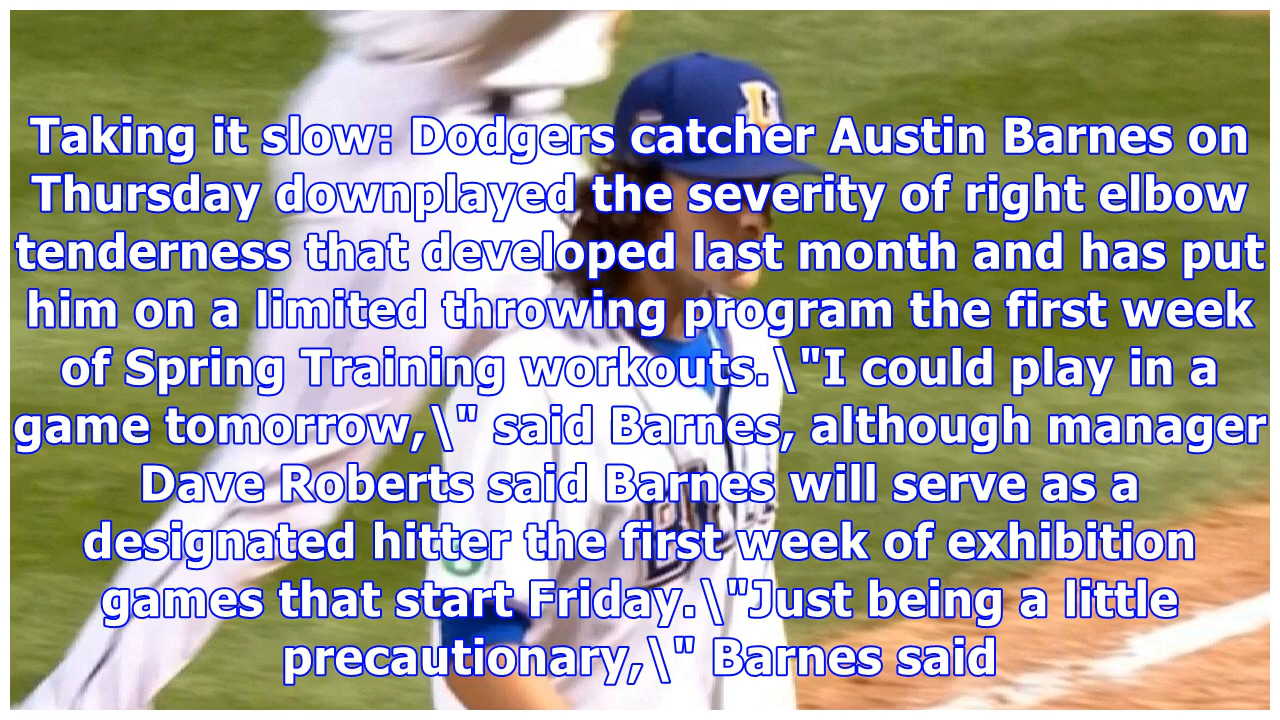 Taking it slow: Dodgers catcher Austin Barnes on
Thursday downplayed the severity of right elbow
tenderness that developed last month and has put
him on a limited throwing program the first week
of Spring Training workouts.\"I could play in a
game tomorrow,\" said Barnes, although manager
Dave Roberts said Barnes will serve as a
designated hitter the first week of exhibition
games that start Friday.\"Just being a little
precautionary,\" Barnes said